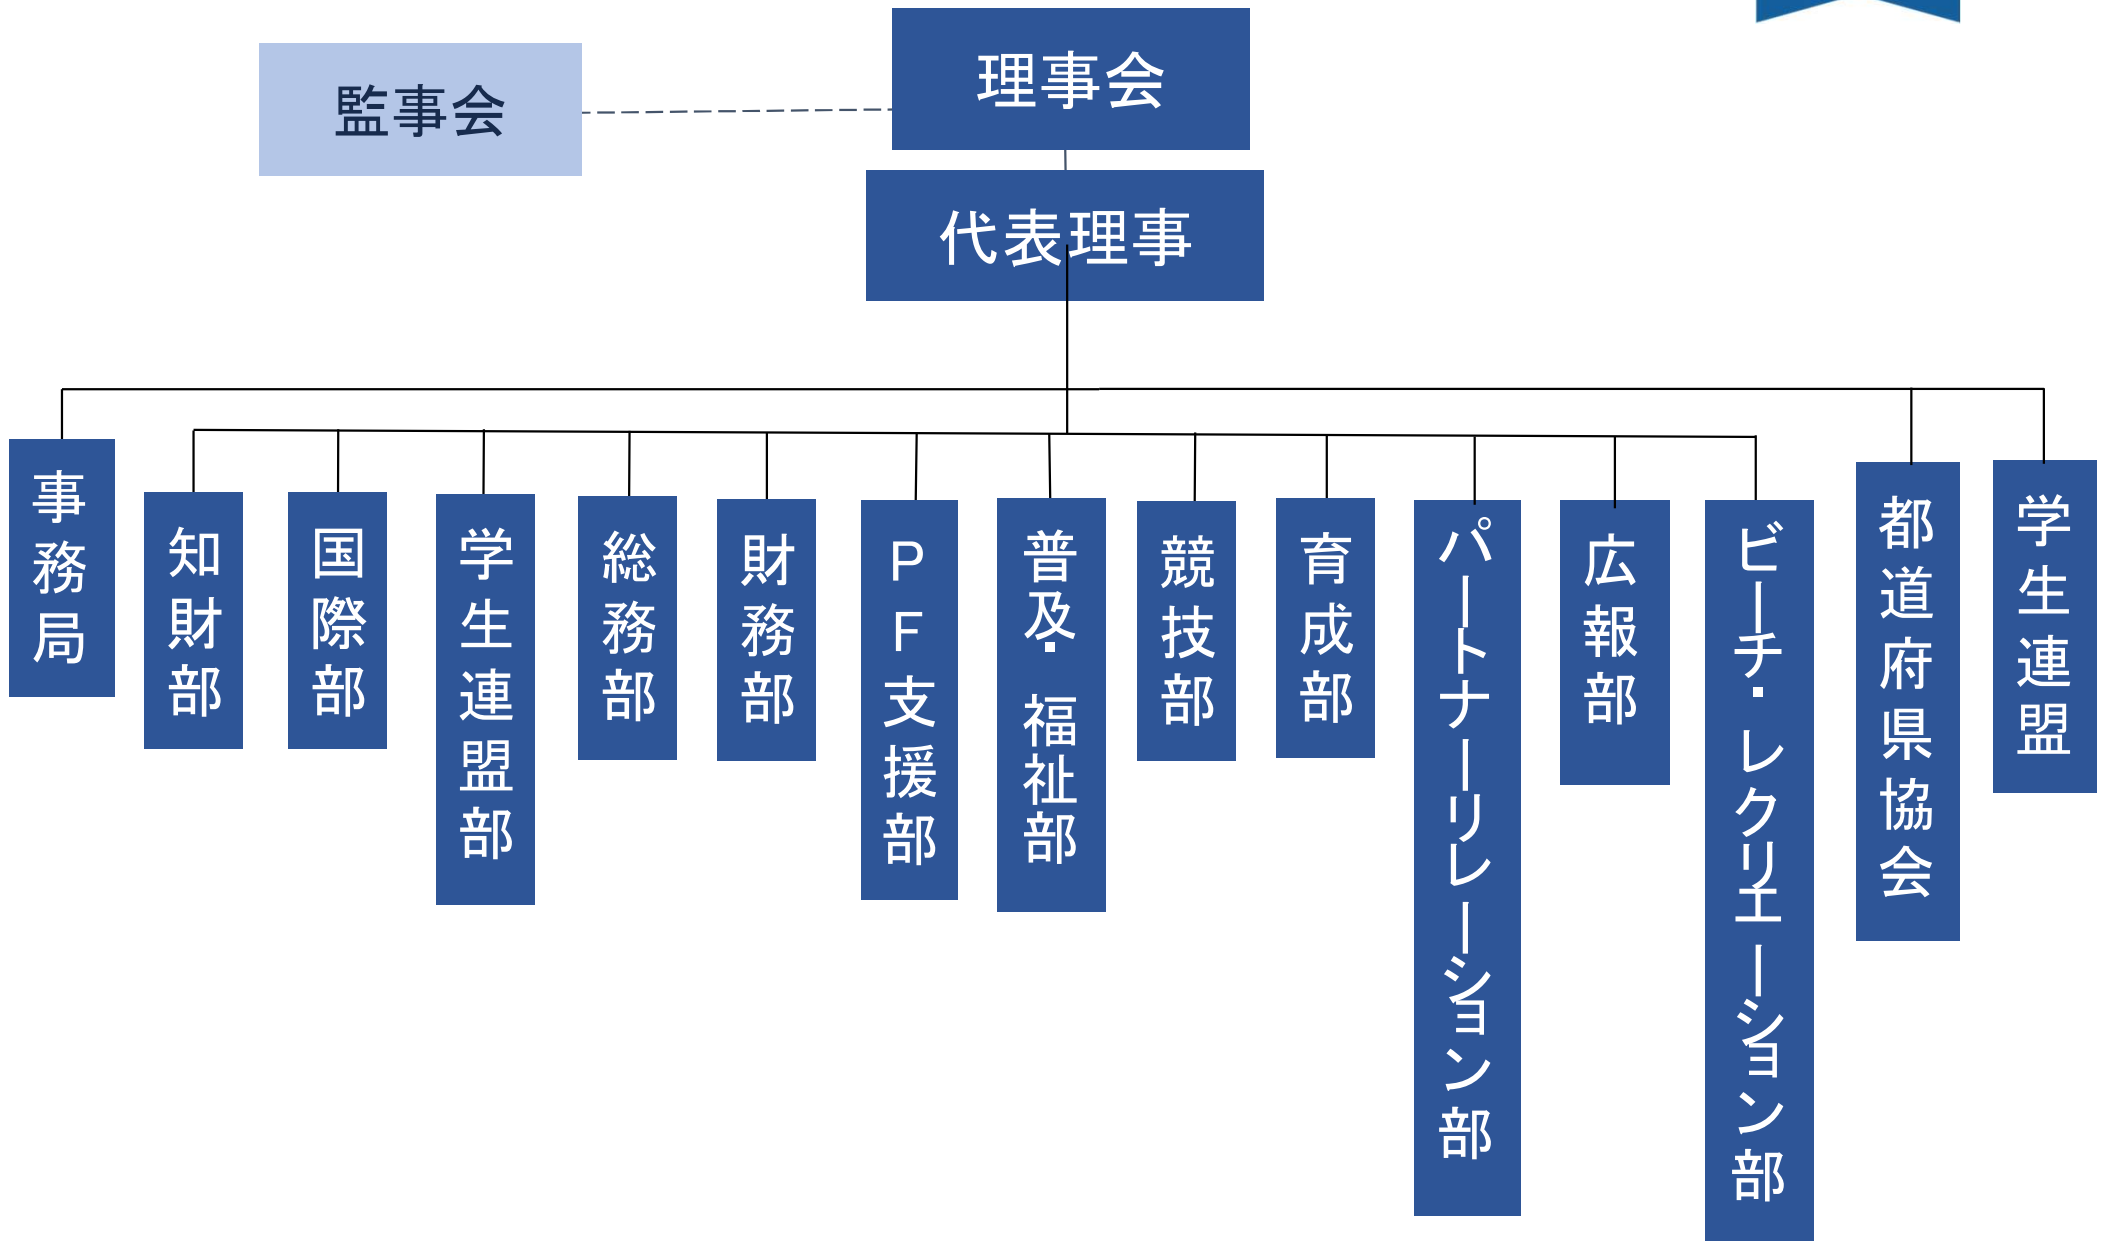 理事会
監事会
代表理事
事務局
知財部
国際部
学生連盟部
総務部
財務部
ＰＦ支援部
普及・福祉部
競技部
育成部
パートナーリレーション部
広報部
ビーチ・レクリエーション部
都道府県協会
学生連盟